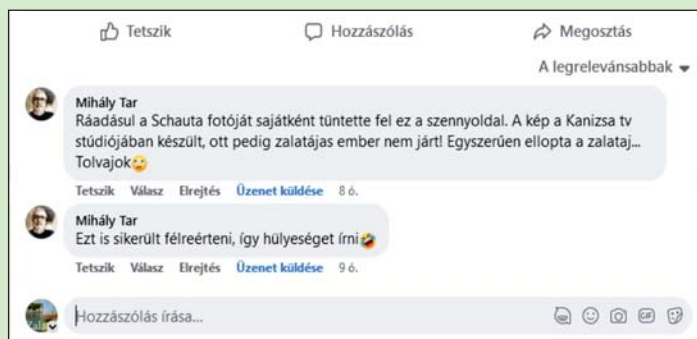 Tetszik Hozzászólás Megosztás
A legrelevánsabbak
Mihály Tar
Ráadásul a Schauta fotóját sajátként tüntette fel ez a szennyoldal. A kép a Kanizsa tv
stúdiójában készült, ott pedig zalatájas ember nem járt! Egyszerűen ellopta a zalataj...
Tolvajok
Tetszik Válasz Elrejtés Üzenet küldése 8 ó.
Mihály Tar
Ezt is sikerült félreérteni, így hülyeséget írni
Tetszik Válasz Elrejtés Üzenet küldése 9 ó.
Hozzászólás írása...
GIF